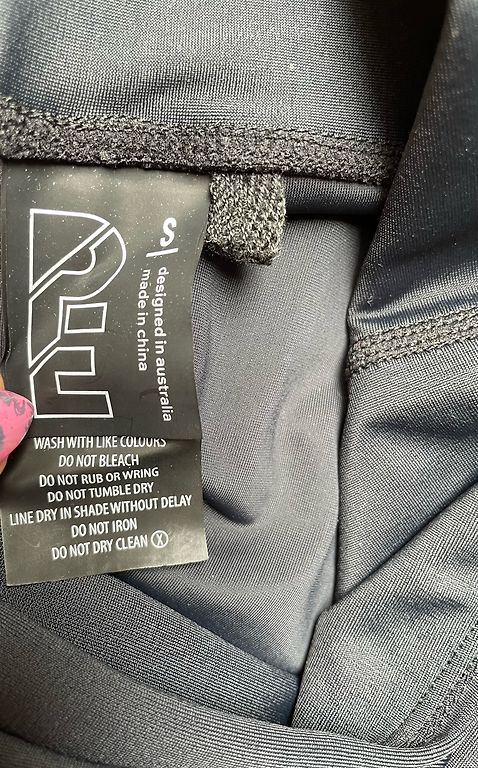 S
designed in australia
made in china
WASH WITH LIKE COLOURS
DO NOT BLEACH
DO NOT RUB OR WRING
DO NOT TUMBLE DRY
LINE DRY IN SHADE WITHOUT DELAY
DO NOT IRON
DO NOT DRY CLEAN Ⓧ